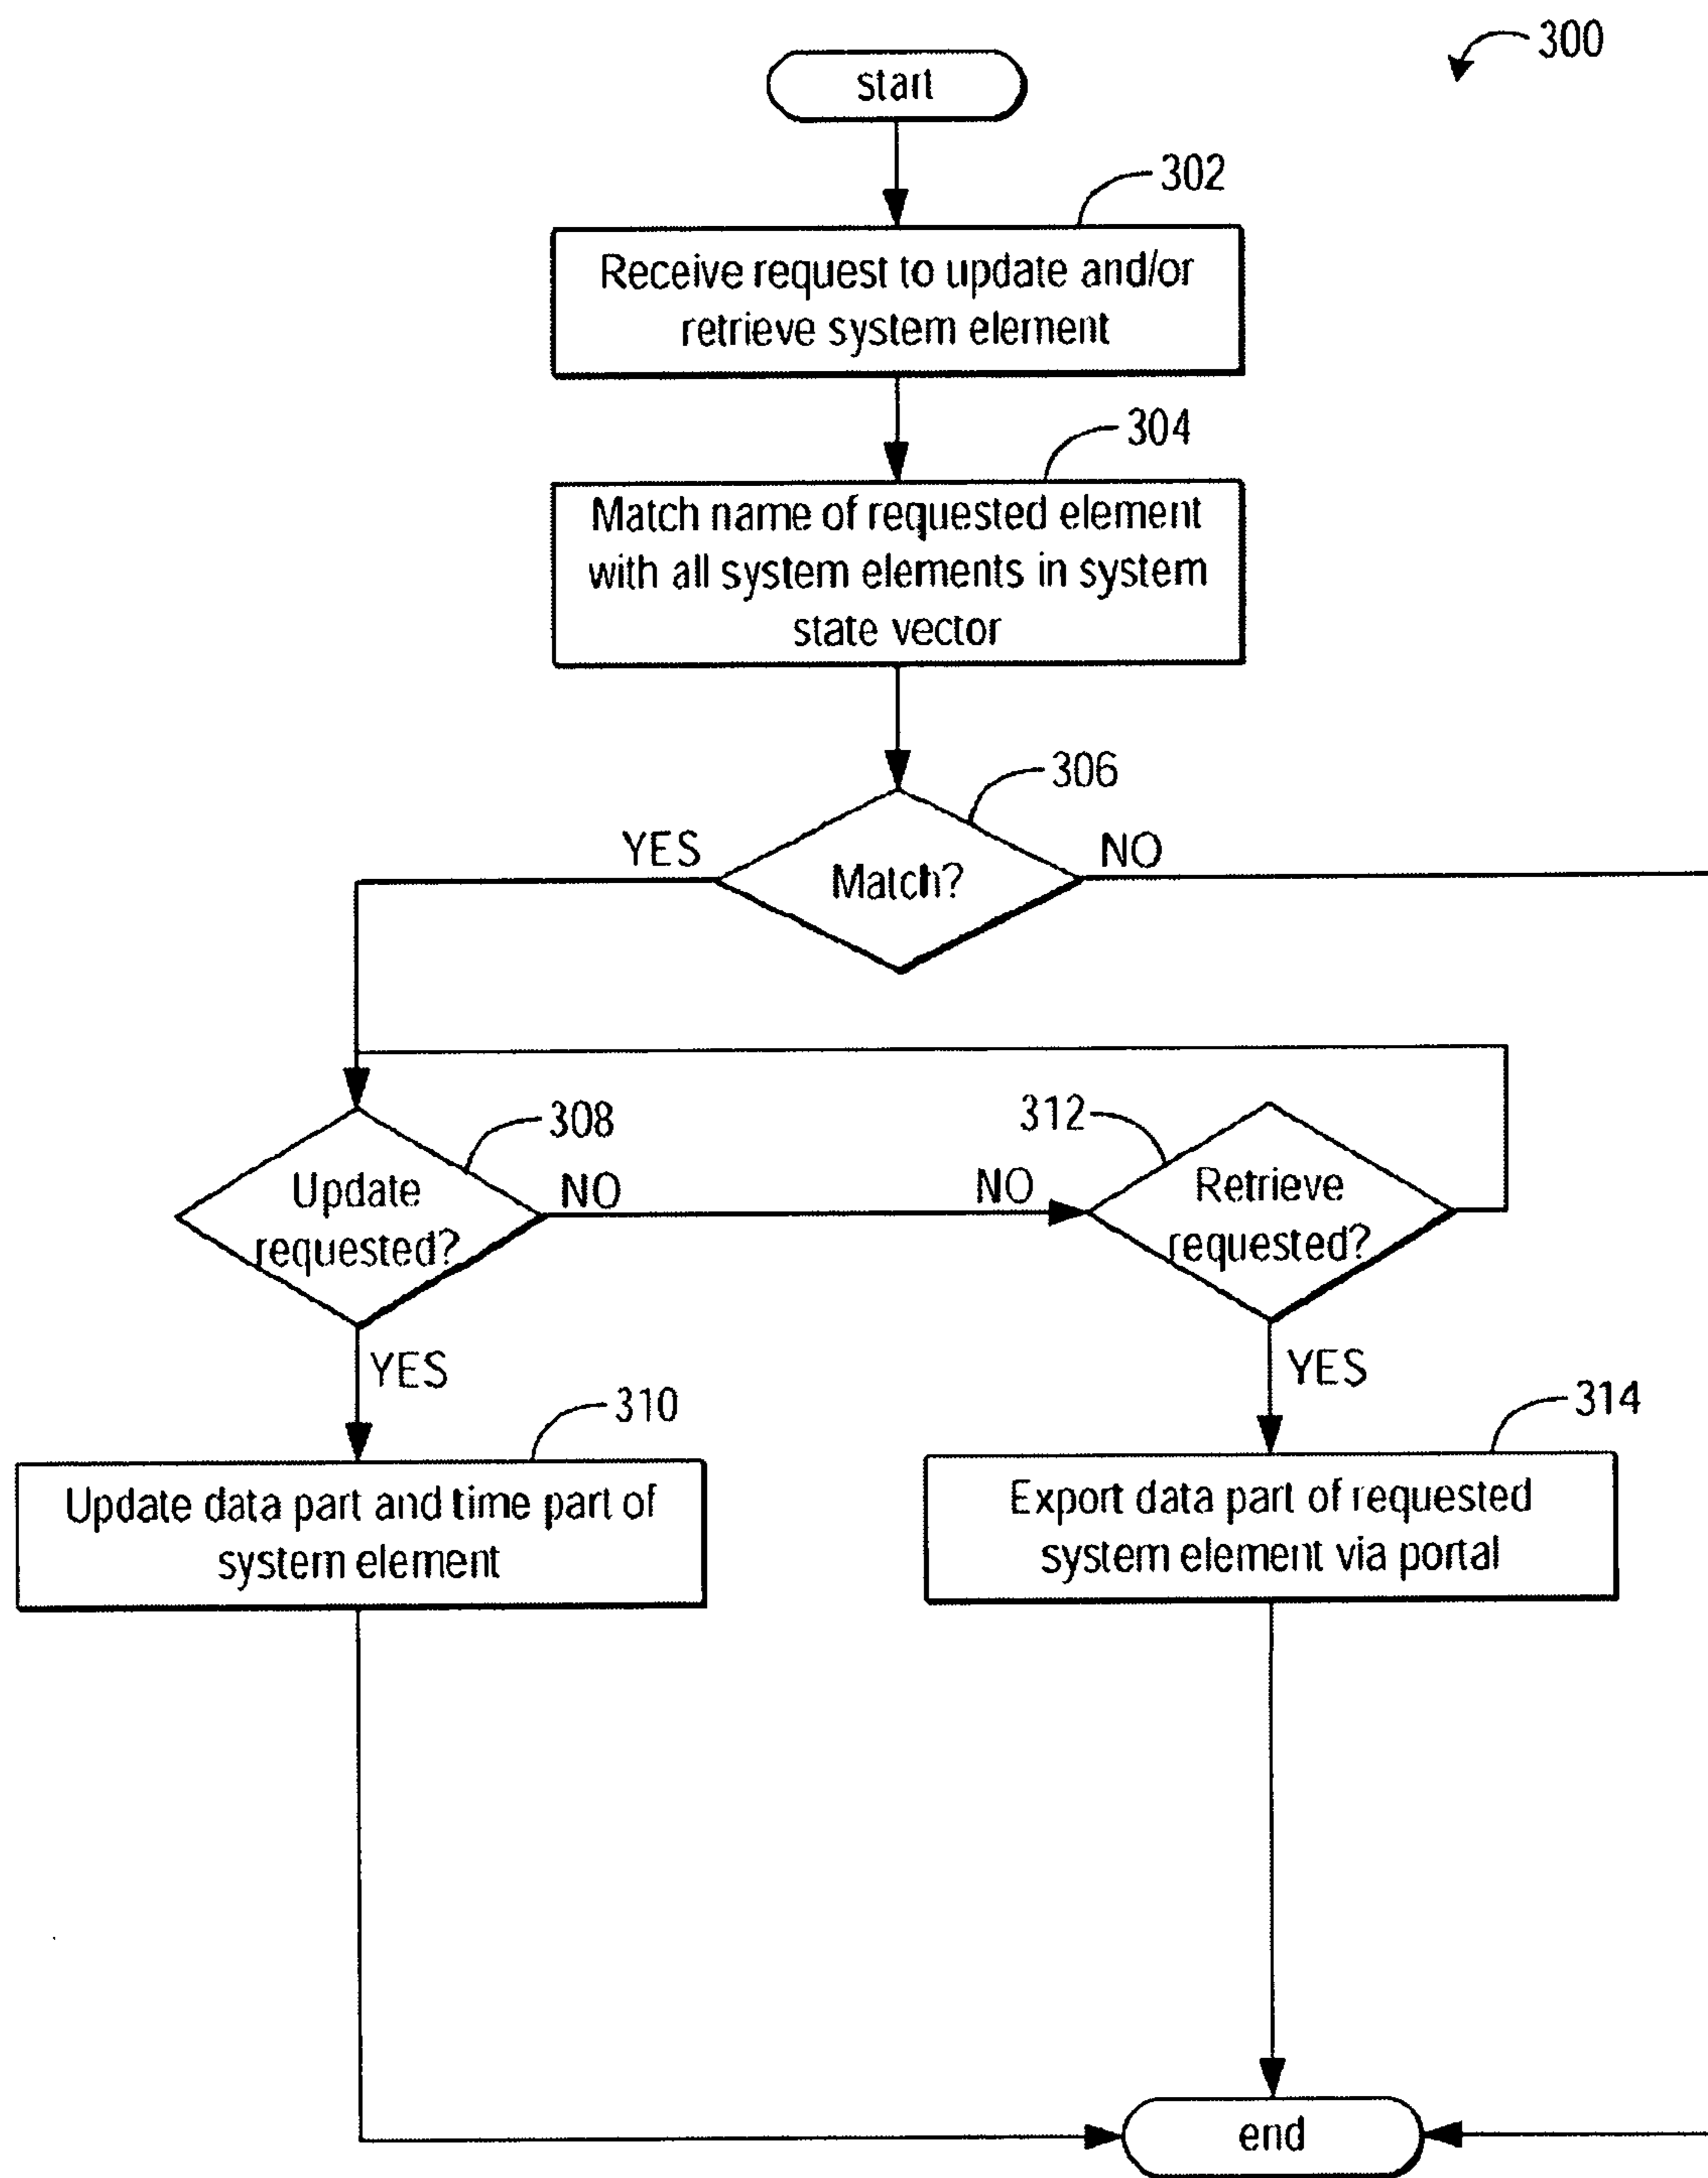 300
start
302
Receive request to update and/or
retrieve system element
304
Match name of requested element
with all system elements in system
state vector
306
YES
Match?
NO
308
Update
requested?
NO
NO
312
Retrieve
requested?
YES
YES
310
Update data part and time part of
system element
314
Export data part of requested
system element via portal
end